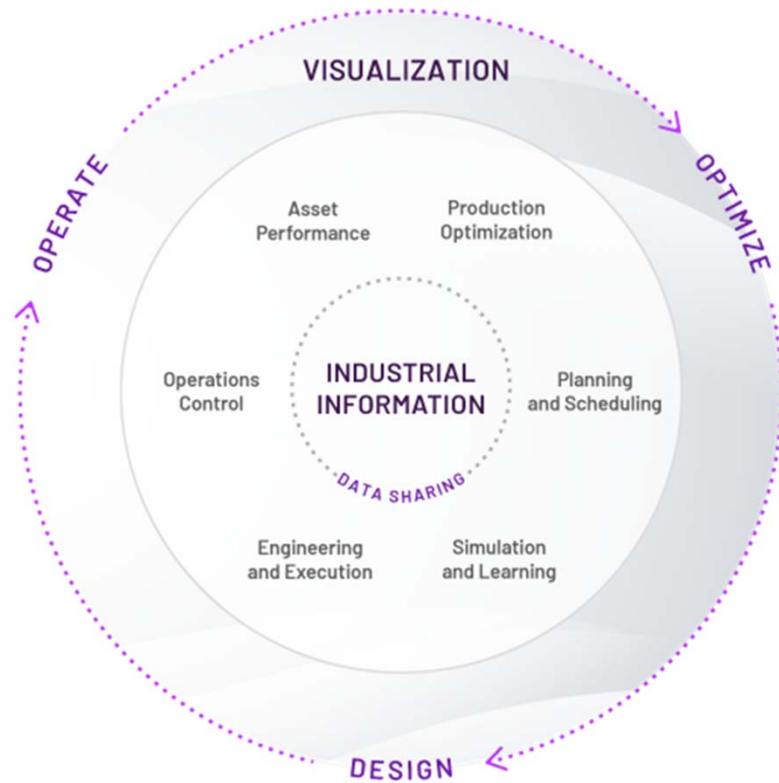 VISUALIZATION
OPERATE
OPTIMIZE
Asset
Performance
Production
Optimization
Operations
Control
INDUSTRIAL
INFORMATION
Planning
and Scheduling
DATA SHARING
Engineering
and Execution
Simulation
and Learning
DESIGN